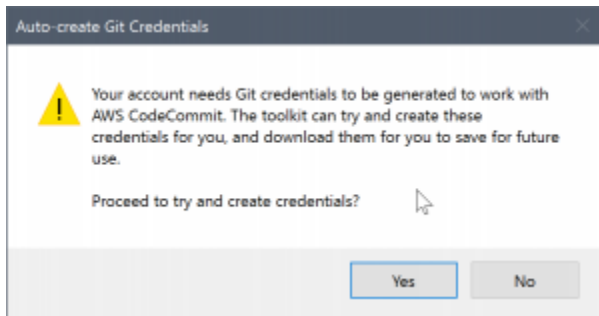 Auto-create Git Credentials
Your account needs Git credentials to be generated to work with
AWS CodeCommit. The toolkit can try and create these
credentials for you, and download them for you to save for future
use.
Proceed to try and create credentials?
Yes
No